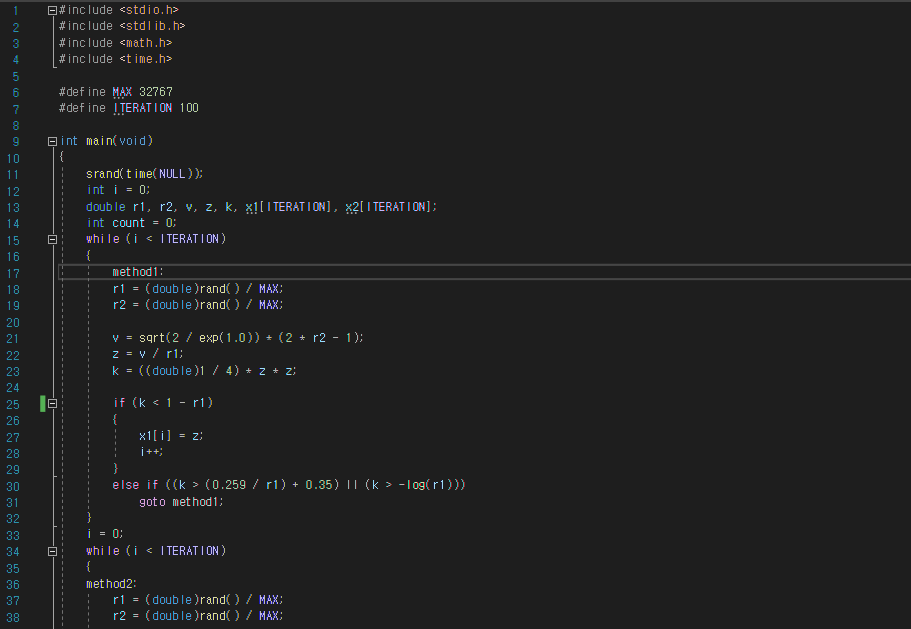 1 #include <stdio.h>
2 #include <stdlib.h>
3 #include <math.h>
4 #include <time.h>
5
6 #define MAX 32767
7 #define ITERATION 100
8
9 int main(void)
10 {
11 srand(time(NULL));
12 int i = 0;
13 double r1, r2, v, z, k, x1[ITERATION], x2[ITERATION];
14 int count = 0;
15 while (i < ITERATION)
16 {
17 method1:
18 r1 = (double)rand() / MAX;
19 r2 = (double)rand() / MAX;
20
21 v = sqrt(2 / exp(1.0)) * (2 * r2 - 1);
22 z = v / r1;
23 k = ((double)1 / 4) * z * z;
24
25 if (k < 1 - r1)
26 {
27 x1[i] = z;
28 i++;
29 }
30 else if ((k > (0.259 / r1) + 0.35) || (k > -log(r1)))
31 goto method1;
32 }
33 i = 0;
34 while (i < ITERATION)
35 {
36 method2:
37 r1 = (double)rand() / MAX;
38 r2 = (double)rand() / MAX;